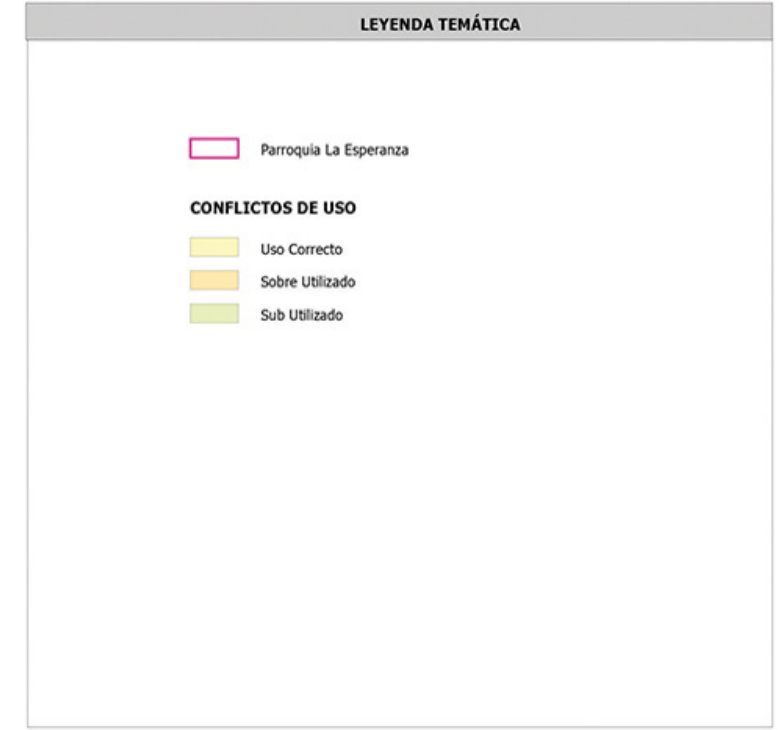 LEYENDA TEMÁTICA
Parroquia La Esperanza
CONFLICTOS DE USO
Uso Correcto
Sobre Utilizado
Sub Utilizado